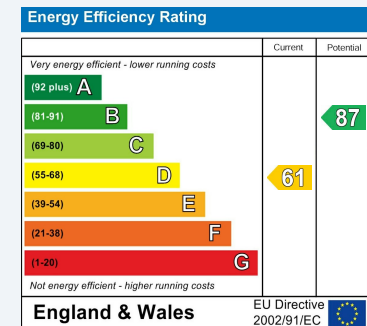 Energy Efficiency Rating
Current Potential
Very energy efficient - lower running costs
(92 plus) A
(81-91) B 87
(69-80) C
(55-68) D 61
(39-54) E
(21-38) F
(1-20) G
Not energy efficient - higher running costs
England & Wales
EU Directive
2002/91/EC